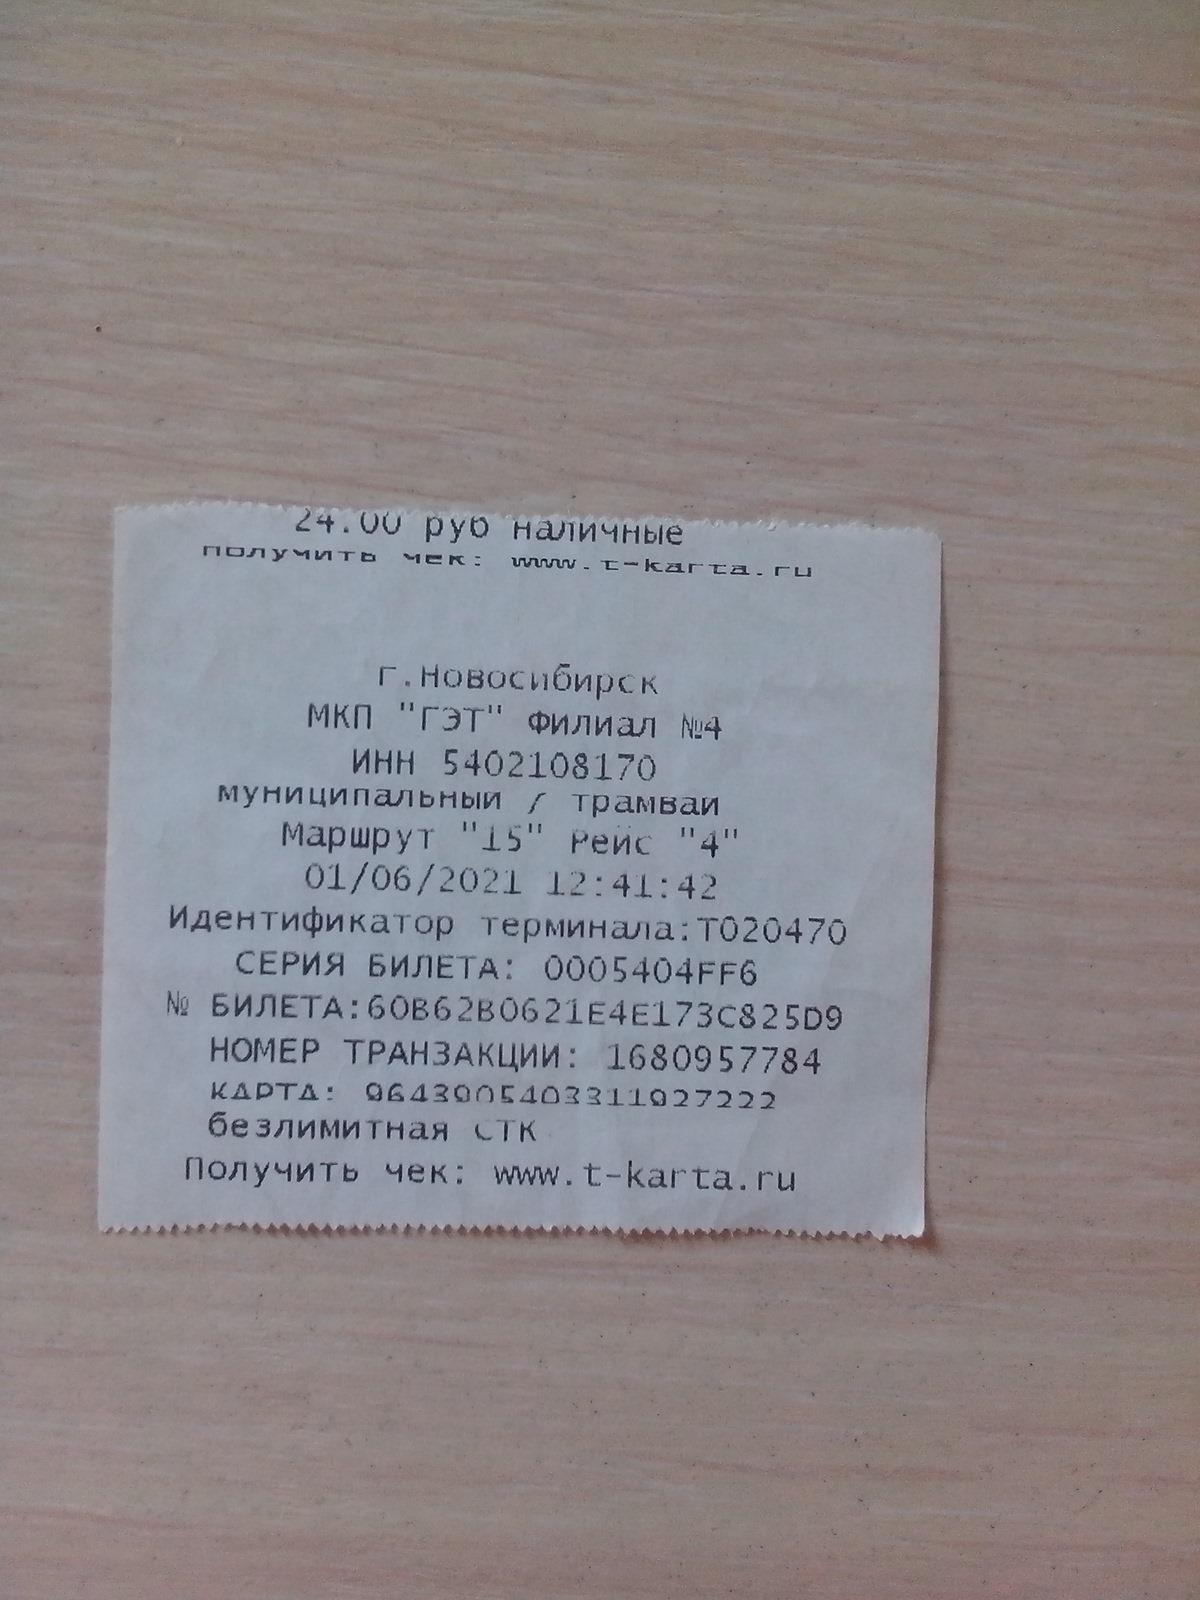 24.00 руб наличные
Получить чек: www.t-karta.ru
г.Новосибирск
МКП "ГЭТ" Филиал №4
ИНН 5402108170
муниципальный / трамвай
Маршрут "15" Рейс "4"
01/06/2021 12:41:42
Идентификатор терминала:T020470
СЕРИЯ БИЛЕТА: 0005404FF6
№ БИЛЕТА:60B62B0621E4E173C825D9
НОМЕР ТРАНЗАКЦИИ: 1680957784
КАРТА: 9643905403311927222
безлимитная СТК
Получить чек: www.t-karta.ru